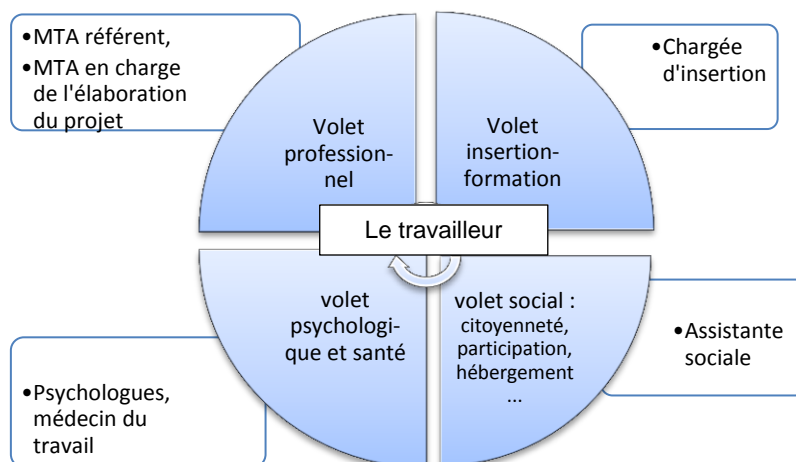 •MTA référent,
•MTA en charge
de l'élaboration
du projet
•Chargée
d'insertion
Volet
profession-
nel
Volet
insertion-
formation
Le travailleur
volet
psychologi-
que et santé
volet social :
citoyenneté,
participation,
hébergement
...
•Psychologues,
médecin du
travail
•Assistante
sociale